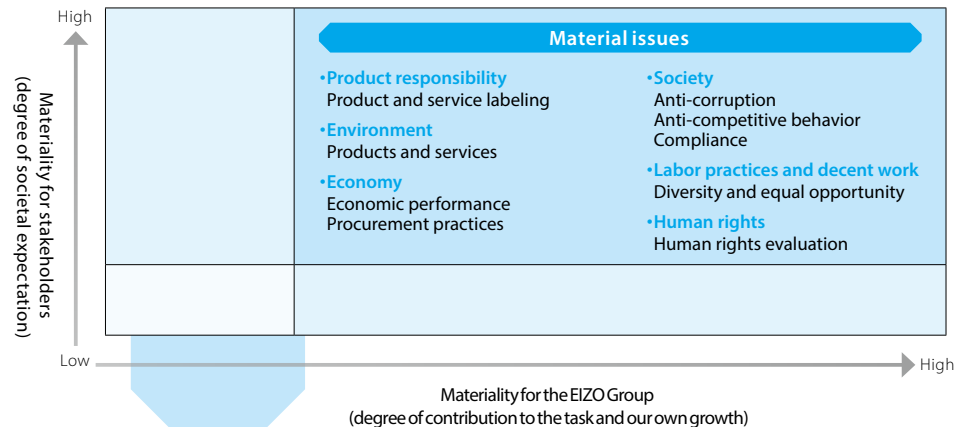 High
Material issues
•Product responsibility
Product and service labeling
•Environment
Products and services
•Economy
Economic performance
Procurement practices
•Society
Anti-corruption
Anti-competitive behavior
Compliance
•Labor practices and decent work
Diversity and equal opportunity
•Human rights
Human rights evaluation
Materiality for stakeholders
(degree of societal expectation)
Low
High
Materiality for the EIZO Group
(degree of contribution to the task and our own growth)